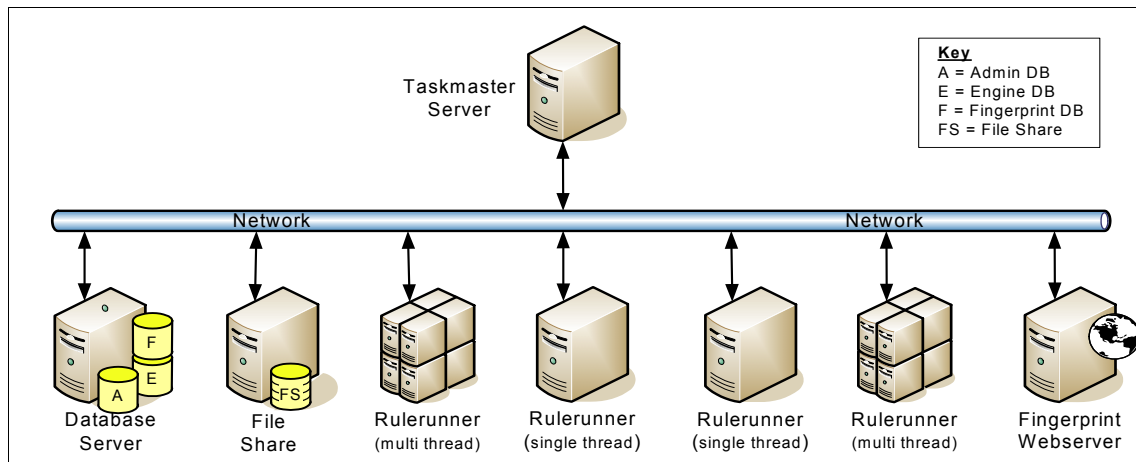 Taskmaster
Server
Key
A = Admin DB
E = Engine DB
F = Fingerprint DB
FS = File Share
Network
Network
F
E
A
FS
Database
Server
File
Share
Rulerunner
(multi thread)
Rulerunner
(single thread)
Rulerunner
(single thread)
Rulerunner
(multi thread)
Fingerprint
Webserver